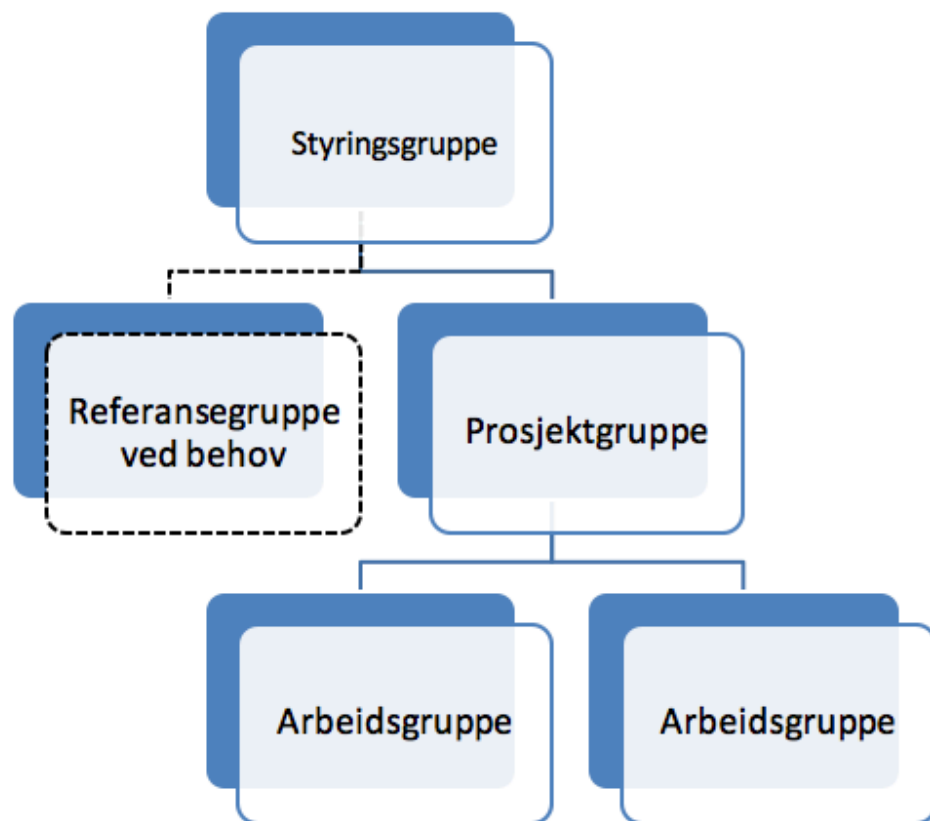 Styringsgruppe
Referansegruppe
ved behov
Prosjektgruppe
Arbeidsgruppe
Arbeidsgruppe